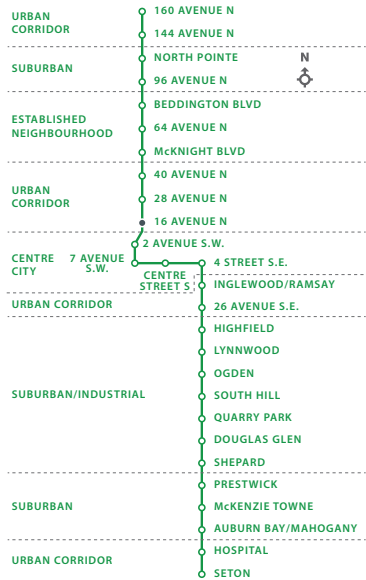 URBAN
CORRIDOR
160 AVENUE N
144 AVENUE N
SUBURBAN
NORTH POINTE
96 AVENUE N
N
ESTABLISHED
NEIGHBOURHOOD
BEDDINGTON BLVD
64 AVENUE N
McKNIGHT BLVD
URBAN
CORRIDOR
40 AVENUE N
28 AVENUE N
16 AVENUE N
CENTRE
CITY
2 AVENUE S.W.
7 AVENUE
S.W.
CENTRE
STREET S
4 STREET S.E.
URBAN CORRIDOR
INGLEWOOD/RAMSAY
26 AVENUE S.E.
SUBURBAN/INDUSTRIAL
HIGHFIELD
LYNNWOOD
OGDEN
SOUTH HILL
QUARRY PARK
DOUGLAS GLEN
SHEPARD
SUBURBAN
PRESTWICK
McKENZIE TOWNE
AUBURN BAY/MAHOGANY
URBAN CORRIDOR
HOSPITAL
SETON